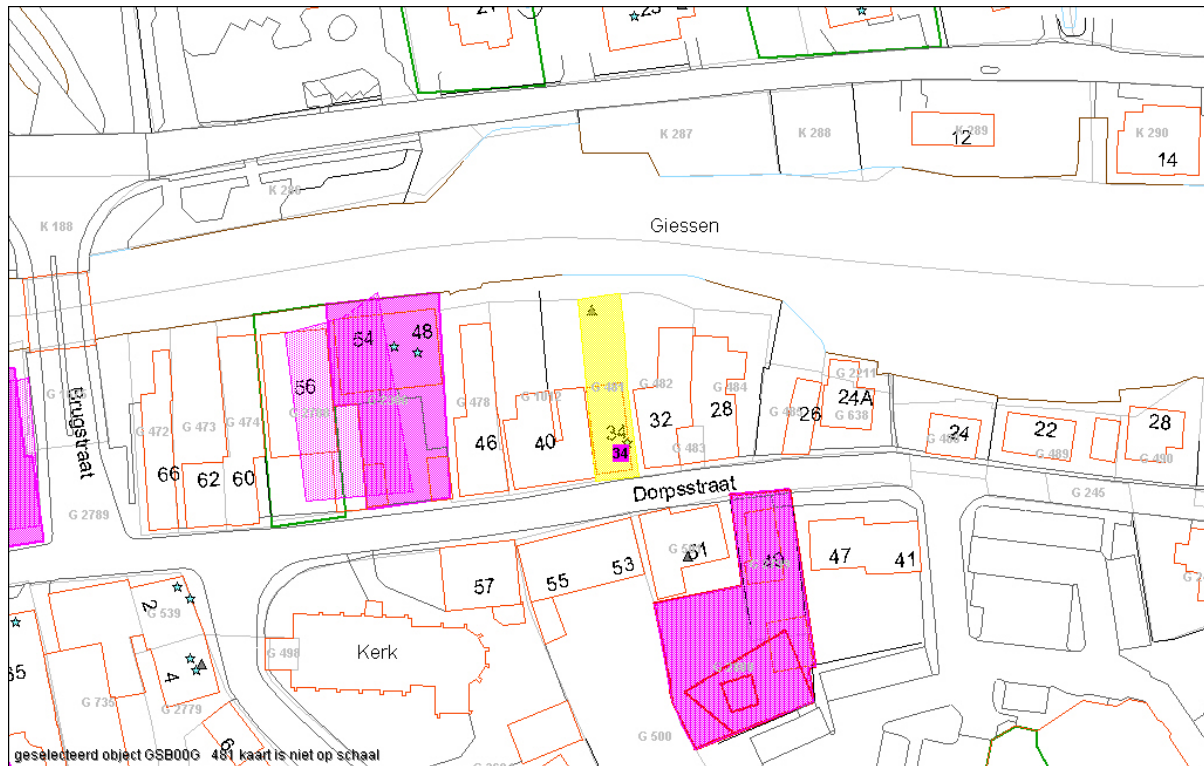 K 287
K 288
K 289
12
K 290
14
K 188
Giessen
54
48
56
G 481
G 482
G 484
G 2211
24A
G 638
G 478
G 472
G 473
G 474
46
40
34
34
32
28
G 483
26
24
22
G 489
28
G 490
66
62
60
Brugstraat
G 2789
Dorpsstraat
G 245
51
47
41
57
55
53
2
G 539
4
G 2779
6
G 735
G 498
Kerk
G 500
geselecteerd object GSB00G 481 kaart is niet op schaal